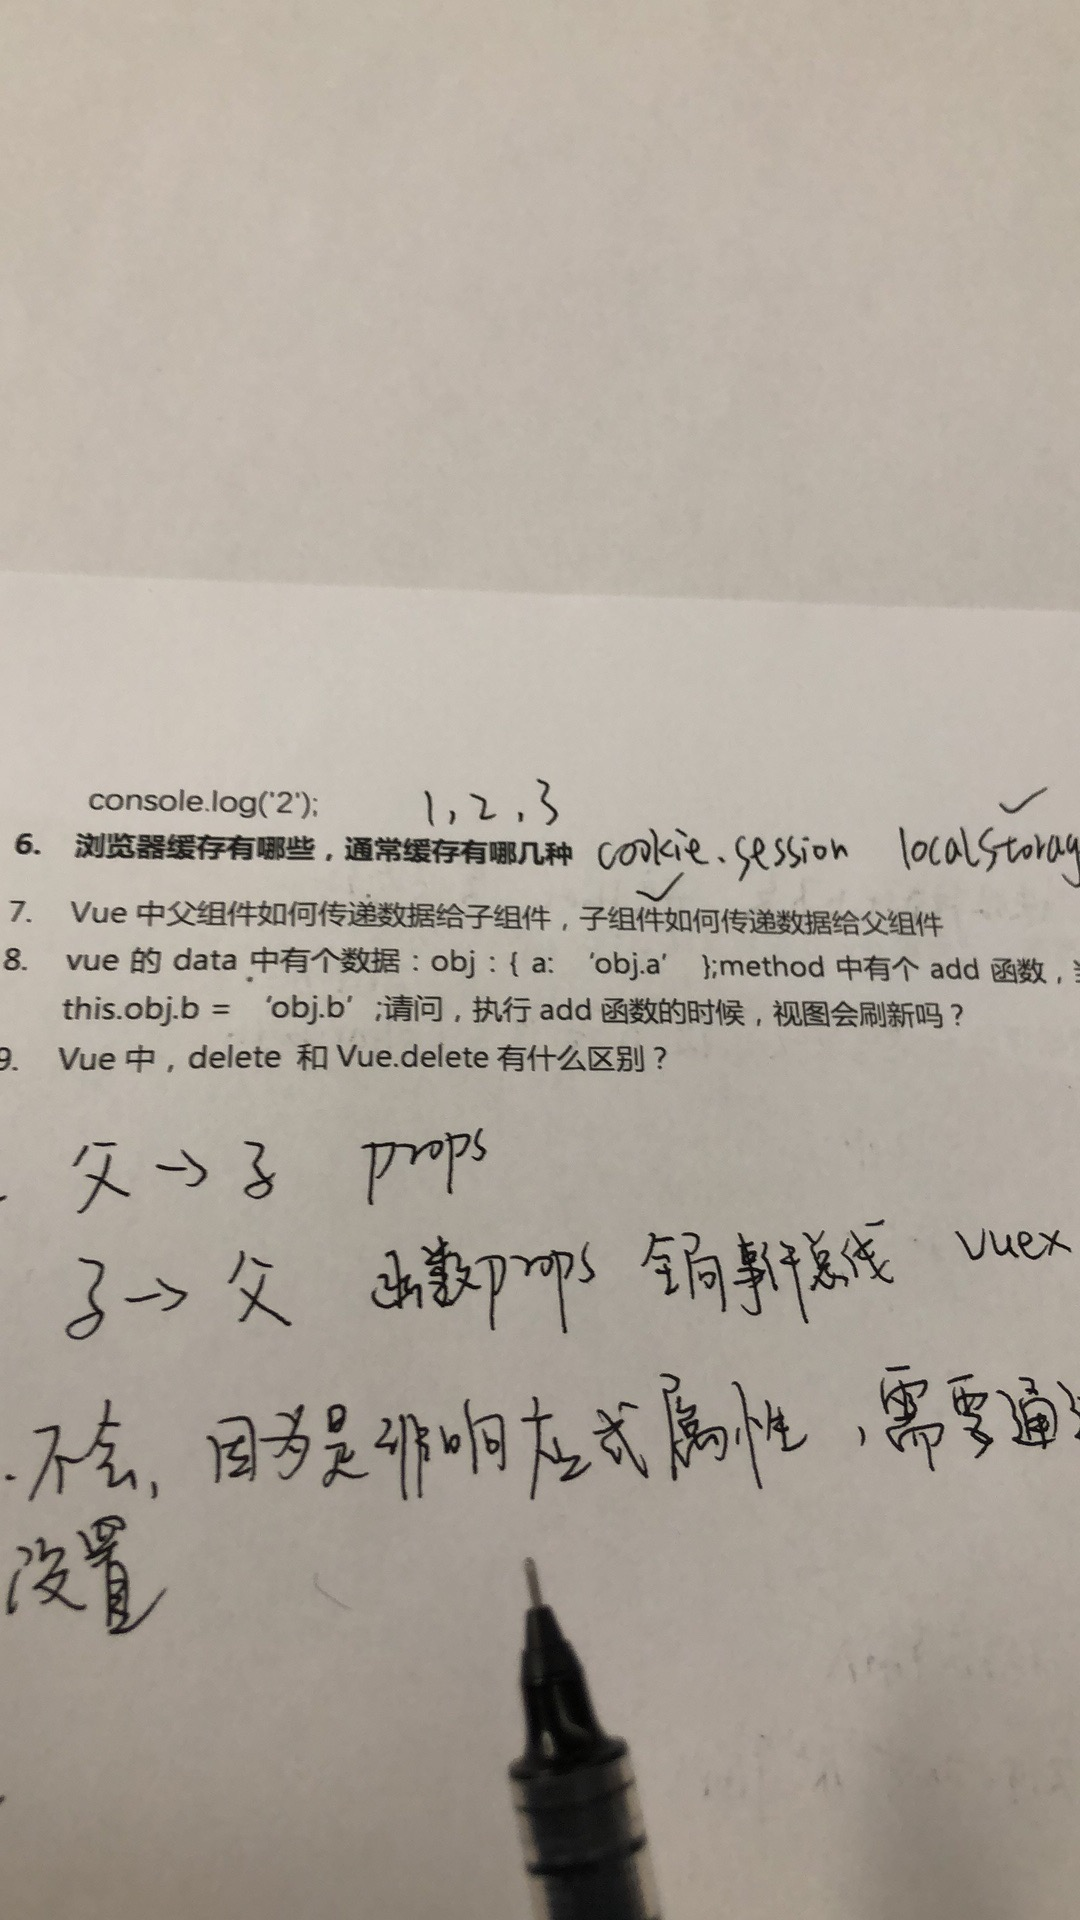 console.log('2'); 1, 2, 3
6. 浏览器缓存有哪些，通常缓存有哪几种 cookie、session localstorag
7. Vue 中父组件如何传递数据给子组件，子组件如何传递数据给父组件
8. vue 的 data 中有个数据：obj：{ a: ‘obj.a’ };method 中有个 add 函数，
this.obj.b = ‘obj.b’;请问，执行 add 函数的时候，视图会刷新吗？
9. Vue 中，delete 和 Vue.delete 有什么区别？
父 → 子 props
子 → 父 函数props 全局事件总线 vuex
不会，因为是非响应式属性，需要通
设置